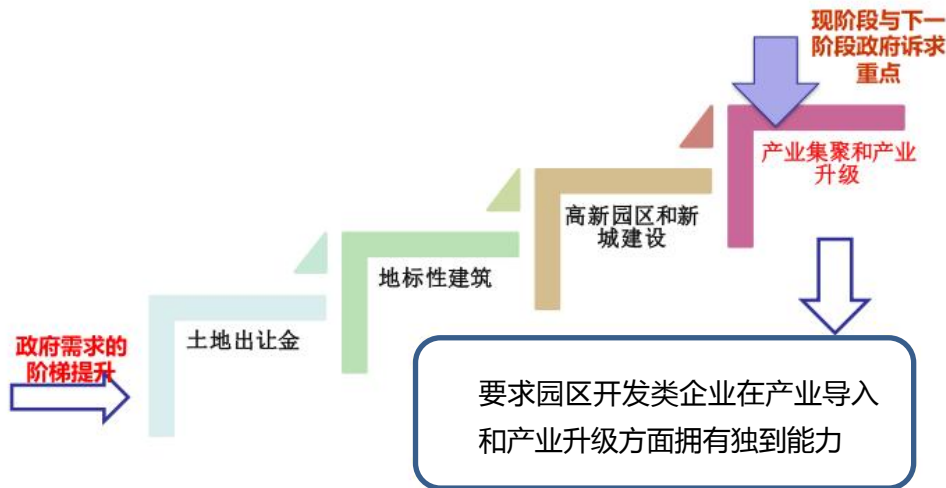 现阶段与下一
阶段政府诉求
重点
产业集聚和产业
升级
高新园区和新
城建设
地标性建筑
土地出让金
政府需求的
阶梯提升
要求园区开发类企业在产业导入
和产业升级方面拥有独到能力